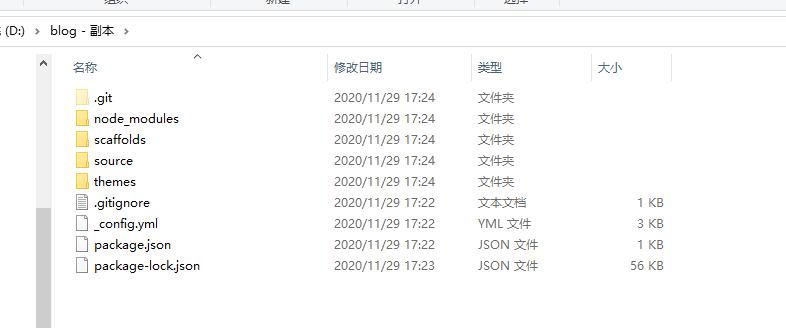 组织 新建 打开 选择
(D:) > blog - 副本 >
名称 修改日期 类型 大小
.git 2020/11/29 17:24 文件夹
node_modules 2020/11/29 17:24 文件夹
scaffolds 2020/11/29 17:24 文件夹
source 2020/11/29 17:24 文件夹
themes 2020/11/29 17:24 文件夹
.gitignore 2020/11/29 17:22 文本文档 1 KB
_config.yml 2020/11/29 17:22 YML 文件 3 KB
package.json 2020/11/29 17:22 JSON 文件 1 KB
package-lock.json 2020/11/29 17:23 JSON 文件 56 KB